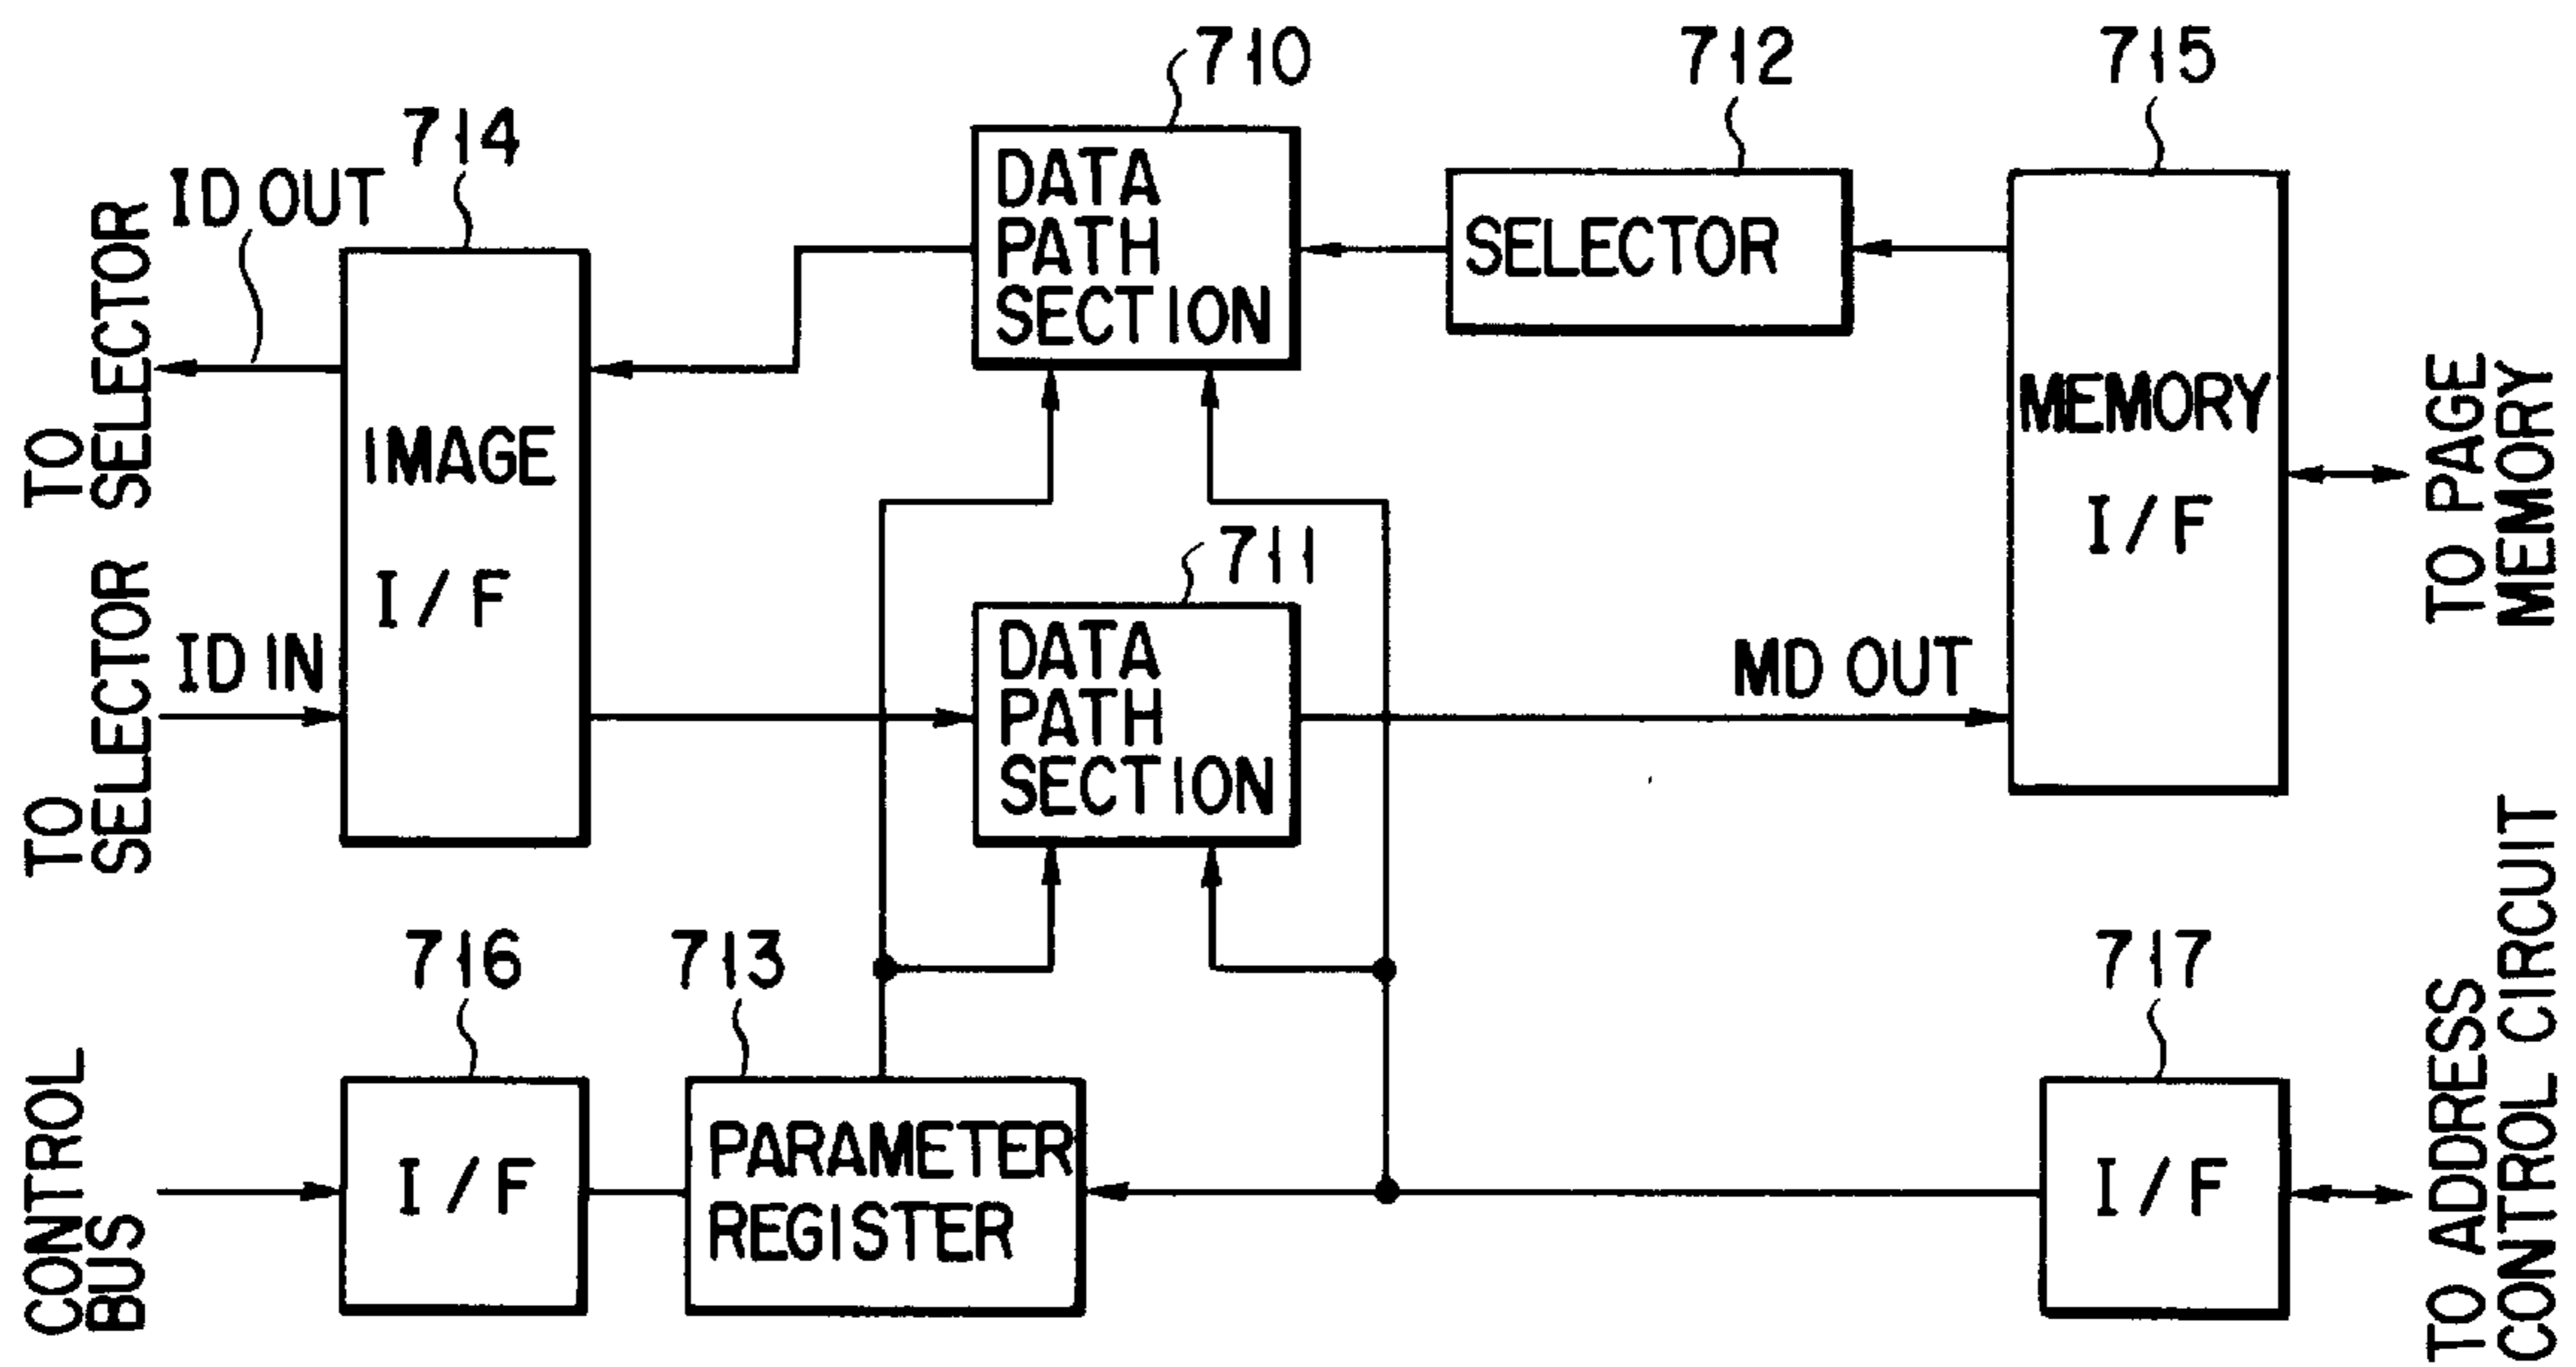 710
712
715
714
ID OUT
TO
SELECTOR
DATA
PATH
SECTION
SELECTOR
IMAGE
I/F
MEMORY
I/F
TO PAGE
MEMORY
711
TO
SELECTOR
ID IN
DATA
PATH
SECTION
MD OUT
716
713
717
CONTROL
BUS
I/F
PARAMETER
REGISTER
I/F
TO ADDRESS
CONTROL CIRCUIT